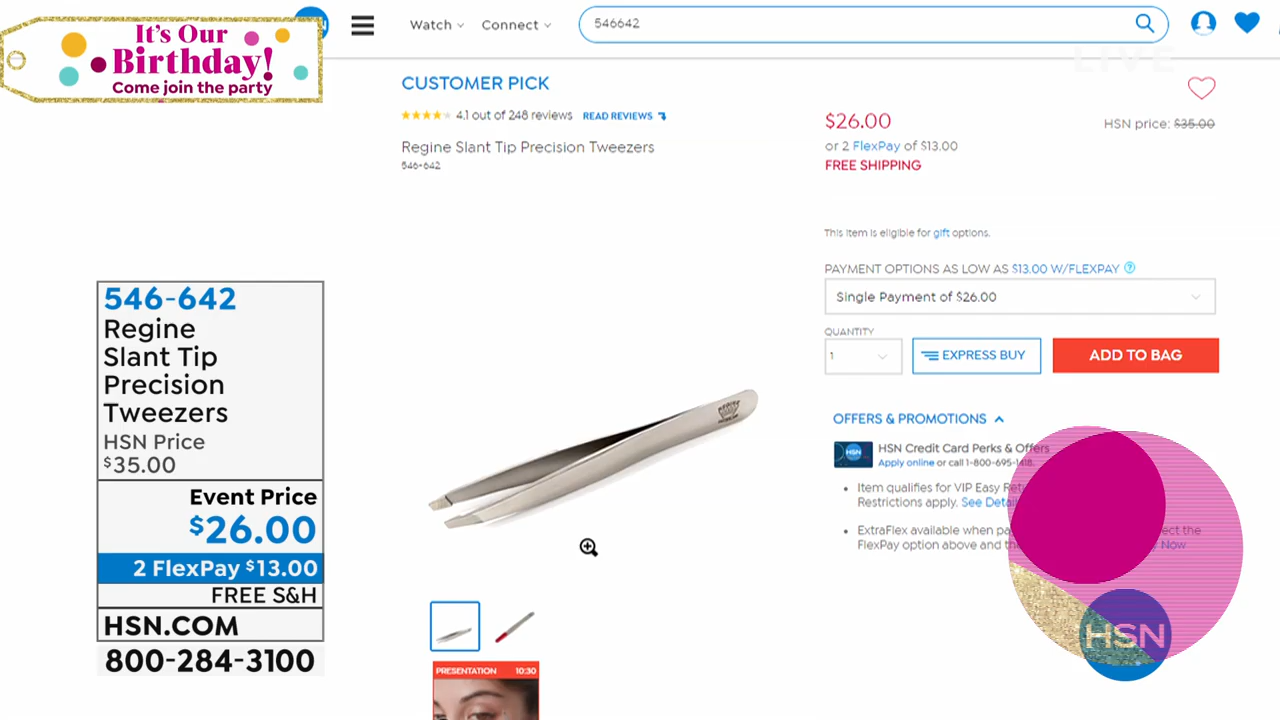 It's Our
Birthday!
Come join the party
Watch
Connect
546642
LIVE
CUSTOMER PICK
4.1 out of 248 reviews READ REVIEWS
Regine Slant Tip Precision Tweezers
546-642
$26.00
HSN price: $35.00
or 2 FlexPay of $13.00
FREE SHIPPING
This item is eligible for gift options.
PAYMENT OPTIONS AS LOW AS $13.00 W/FLEXPAY ?
Single Payment of $26.00
QUANTITY
1
EXPRESS BUY
ADD TO BAG
OFFERS & PROMOTIONS
HSN
HSN Credit Card Perks & Offers
Apply online or call 1-800-695-1418.
Item qualifies for VIP Easy
Restrictions apply. See
ExtraFlex available when
ct the
FlexPay option above and
Now
546-642
Regine
Slant Tip
Precision
Tweezers
HSN Price
$35.00
Event Price
$26.00
2 FlexPay $13.00
FREE S&H
HSN.COM
800-284-3100
REGINE
PRESENTATION 10:30
HSN